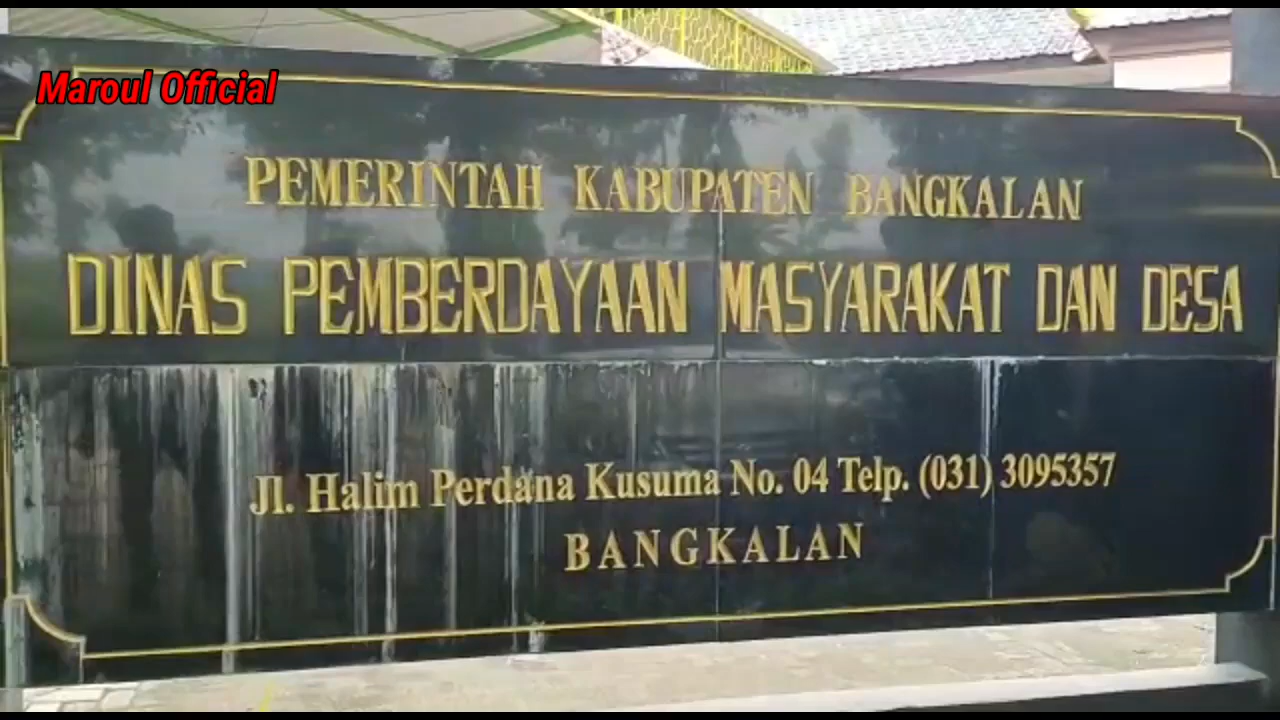 Maroul Official
PEMERINTAH KABUPATEN BANGKALAN
DINAS PEMBERDAYAAN MASYARAKAT DAN DESA
Jl. Halim Perdana Kusuma No. 04 Telp. (031) 3095357
BANGKALAN